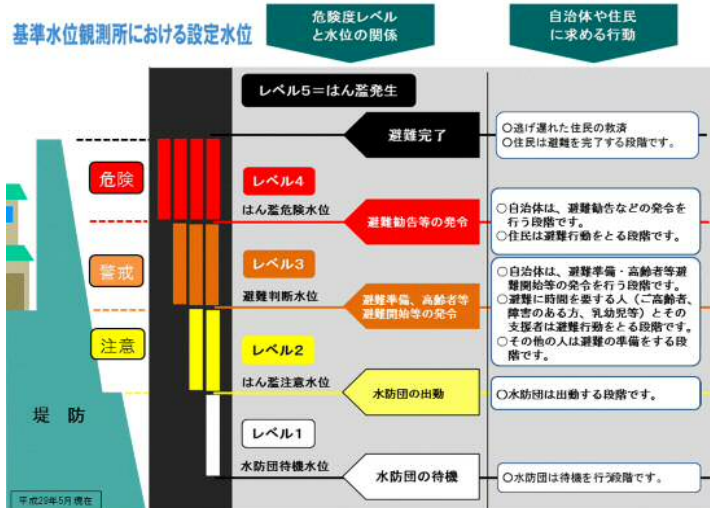 基準水位観測所における設定水位
危険度レベル
と水位の関係
自治体や住民
に求める行動
レベル5=はん濫発生
避難完了
○逃げ遅れた住民の救済
○住民は避難を完了する段階です。
危険
レベル4
はん濫危険水位
避難勧告等の発令
○自治体は、避難勧告などの発令を
行う段階です。
○住民は避難行動をとる段階です。
警戒
レベル3
避難判断水位
避難準備、高齢者等
避難開始等の発令
○自治体は、避難準備・高齢者等避
難開始等の発令を行う段階です。
○避難に時間を要する人(ご高齢者、
障害のある方、乳幼児等)とその
支援者は避難行動をとる段階です。
○その他の人は避難の準備をする段
階です。
注意
レベル2
はん濫注意水位
水防団の出動
○水防団は出動する段階です。
堤 防
レベル1
水防団待機水位
水防団の待機
○水防団は待機を行う段階です。
平成29年5月現在